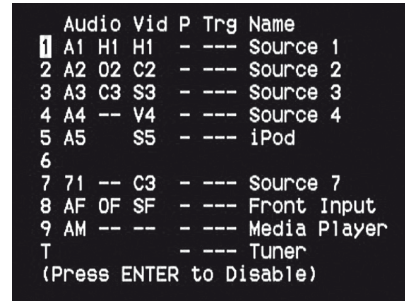 Audio Vid P Trg Name
1 A1 H1 H1 - --- Source 1
2 A2 O2 C2 - --- Source 2
3 A3 C3 S3 - --- Source 3
4 A4 -- V4 - --- Source 4
5 A5 S5 - --- iPod
6
7 71 -- C3 - --- Source 7
8 AF OF SF - --- Front Input
9 AM -- -- - --- Media Player
T - --- Tuner
(Press ENTER to Disable)